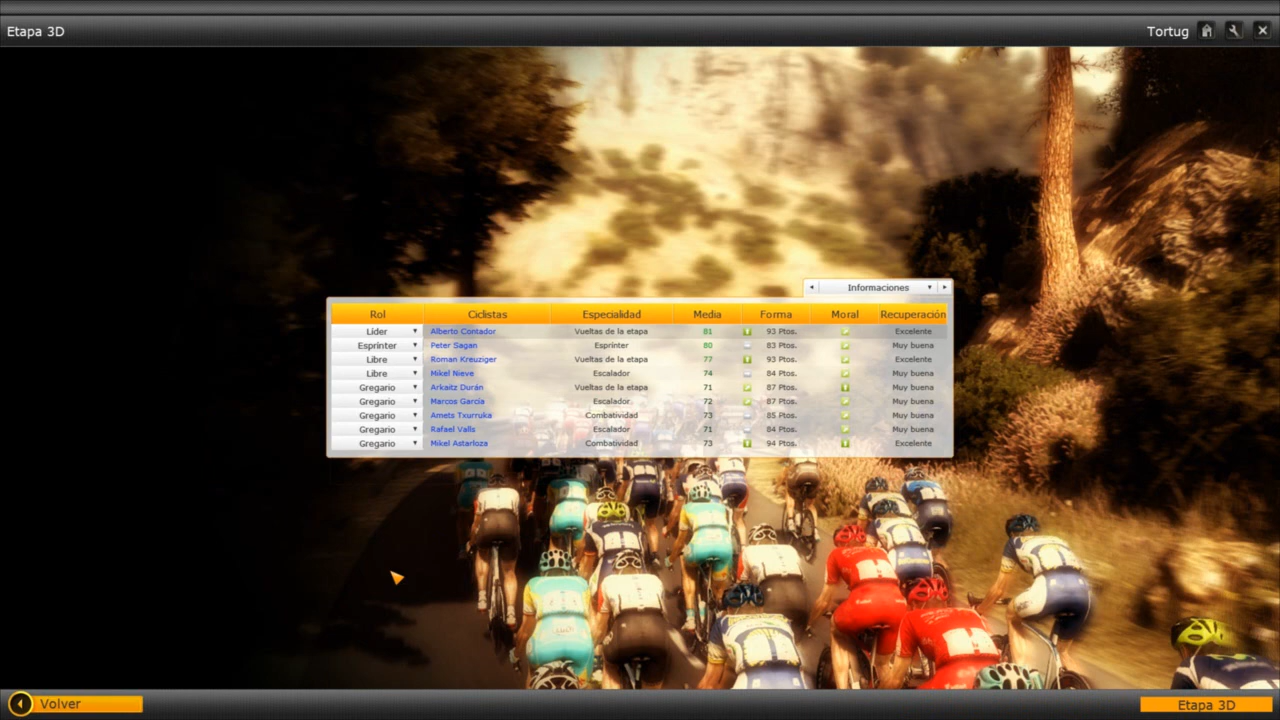 Etapa 3D Tortug
Informaciones
Rol Ciclistas Especialidad Media Forma Moral Recuperación
Líder Alberto Contador Vueltas de la etapa 81 93 Ptos. Excelente
Esprínter Peter Sagan Esprínter 80 83 Ptos. Muy buena
Libre Roman Kreuziger Vueltas de la etapa 77 93 Ptos. Excelente
Libre Mikel Nieve Escalador 74 84 Ptos. Muy buena
Gregario Arkaitz Durán Vueltas de la etapa 71 87 Ptos. Muy buena
Gregario Marcos García Escalador 72 87 Ptos. Muy buena
Gregario Amets Txurruka Combatividad 73 85 Ptos. Muy buena
Gregario Rafael Valls Escalador 71 84 Ptos. Muy buena
Gregario Mikel Astarloza Combatividad 73 94 Ptos. Excelente
Volver Etapa 3D